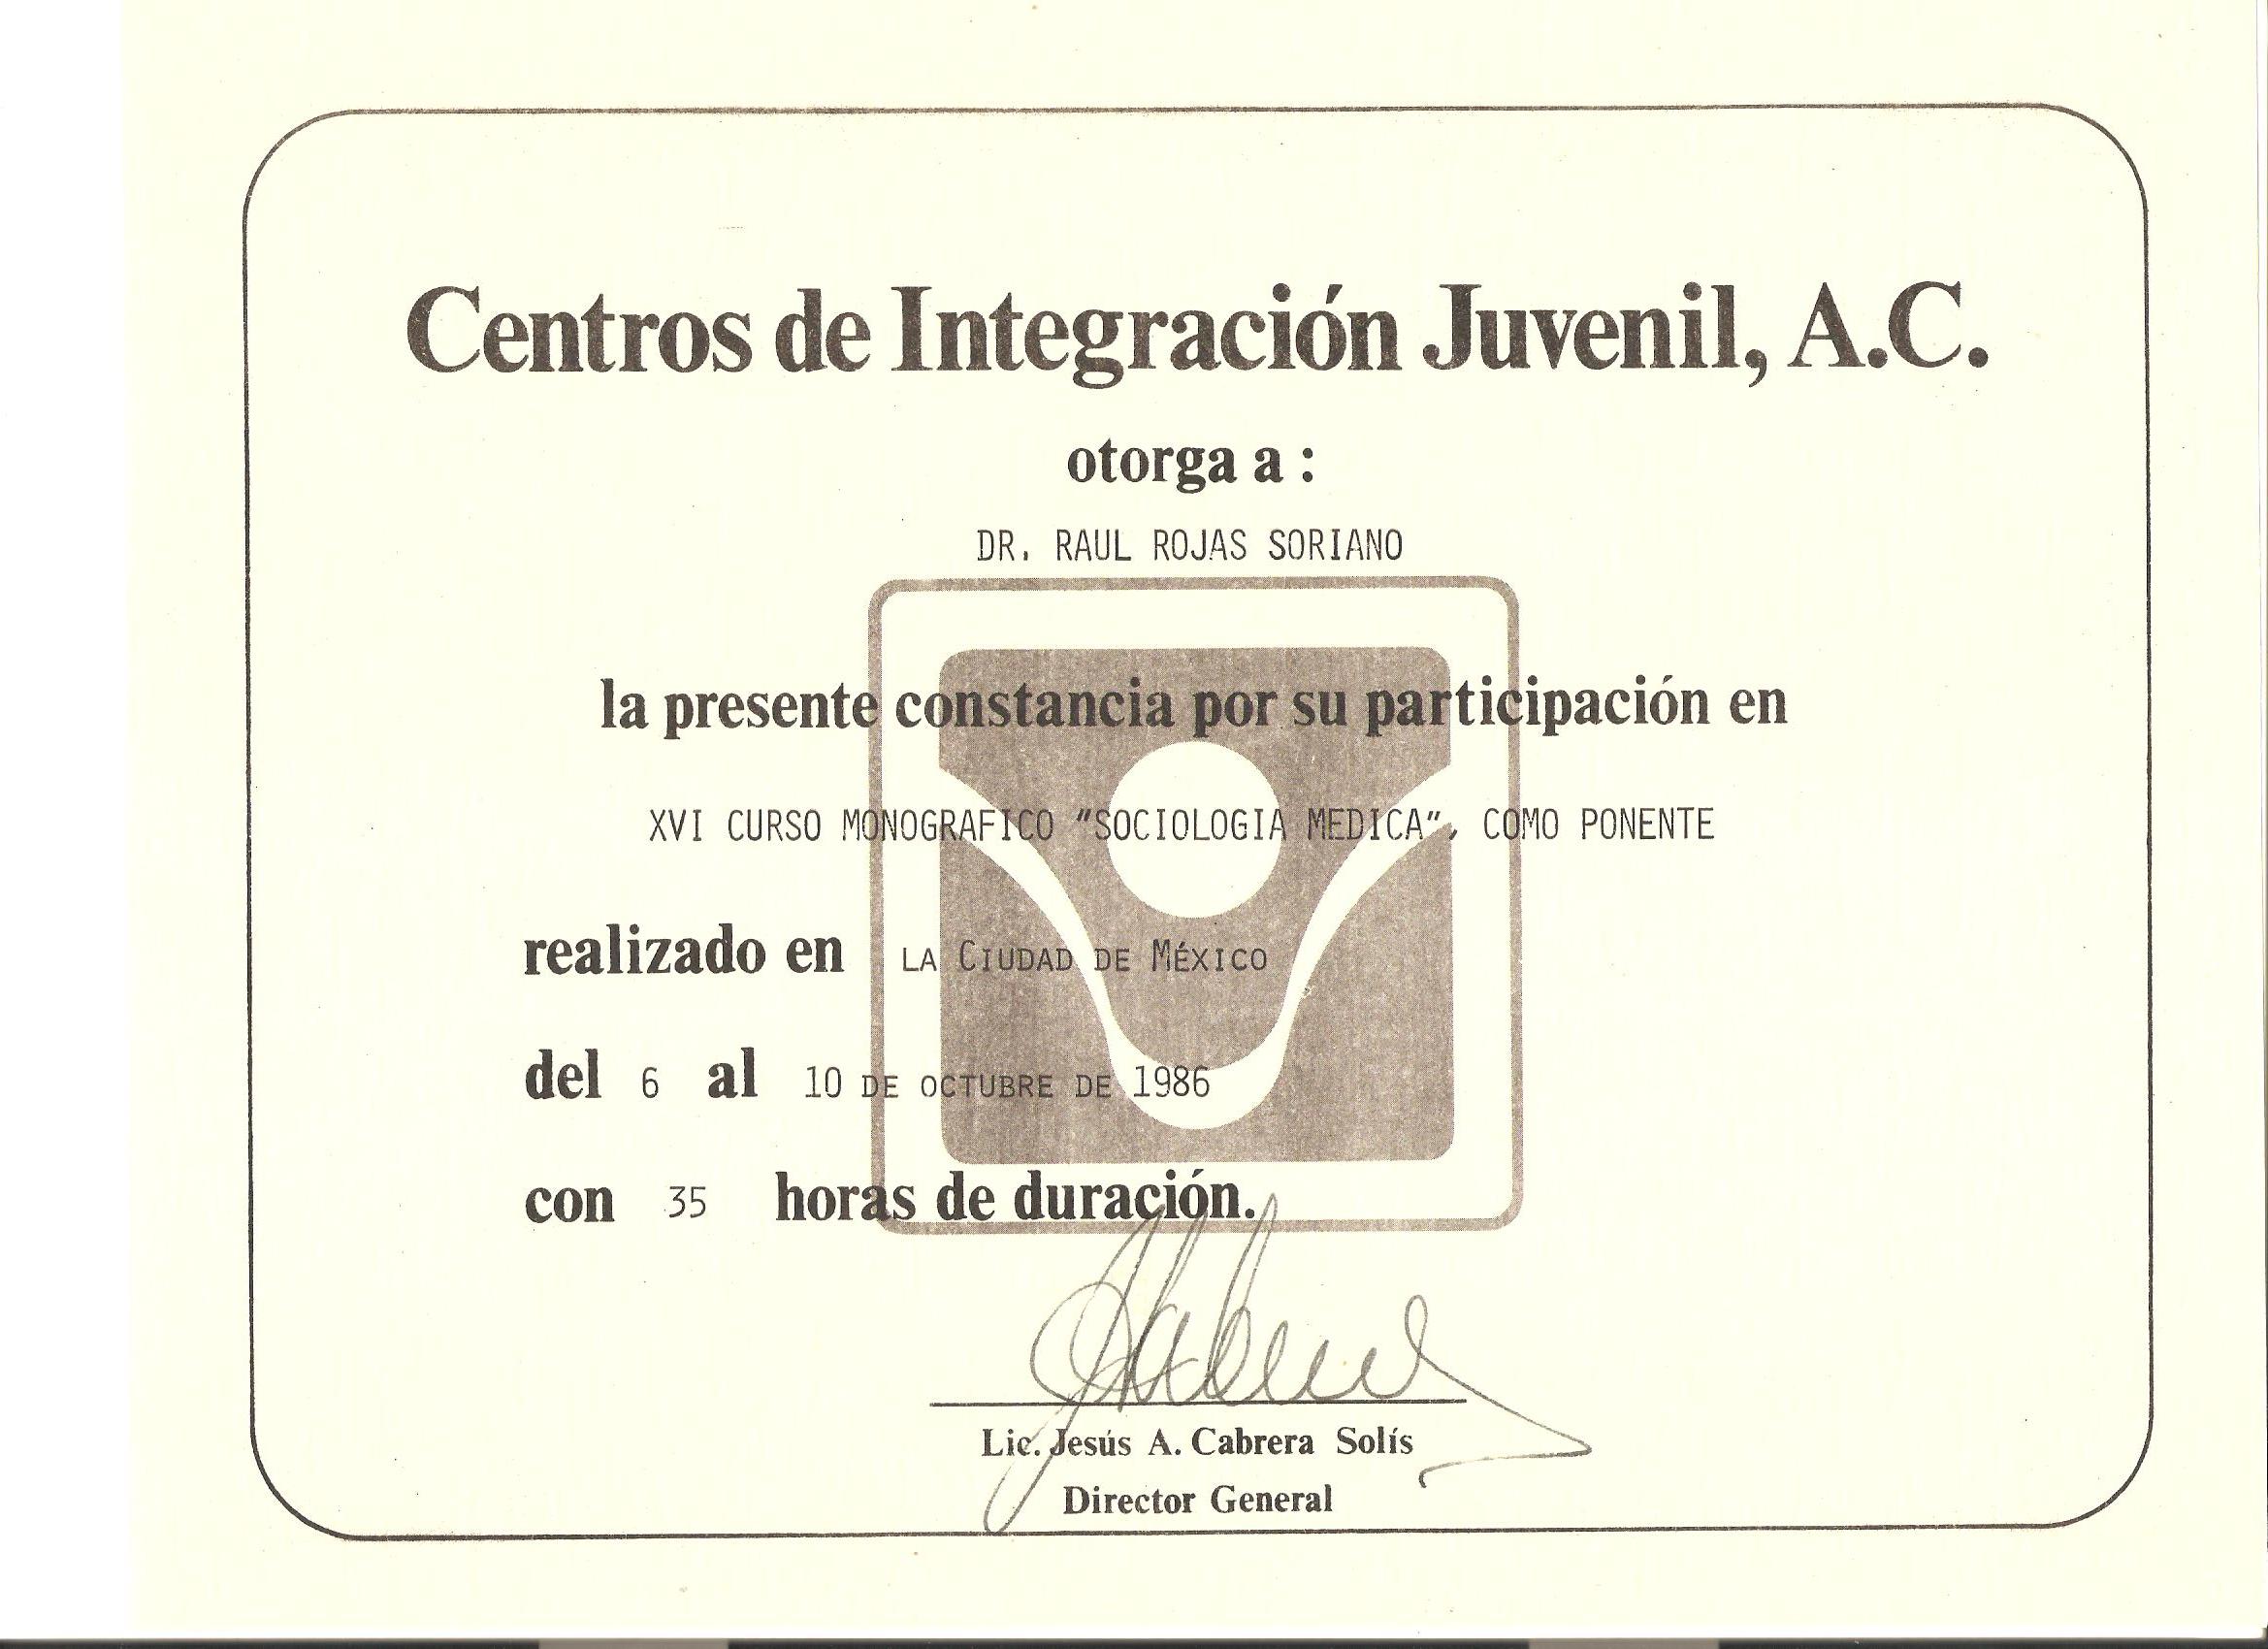 Centros de Integración Juvenil, A.C.
otorga a :
DR. RAUL ROJAS SORIANO
la presente constancia por su participación en
XVI CURSO MONOGRAFICO "SOCIOLOGIA MEDICA", COMO PONENTE
realizado en LA CIUDAD DE MÉXICO
del 6 al 10 DE OCTUBRE DE 1986
con 35 horas de duración.
Lic. Jesús A. Cabrera Solís
Director General